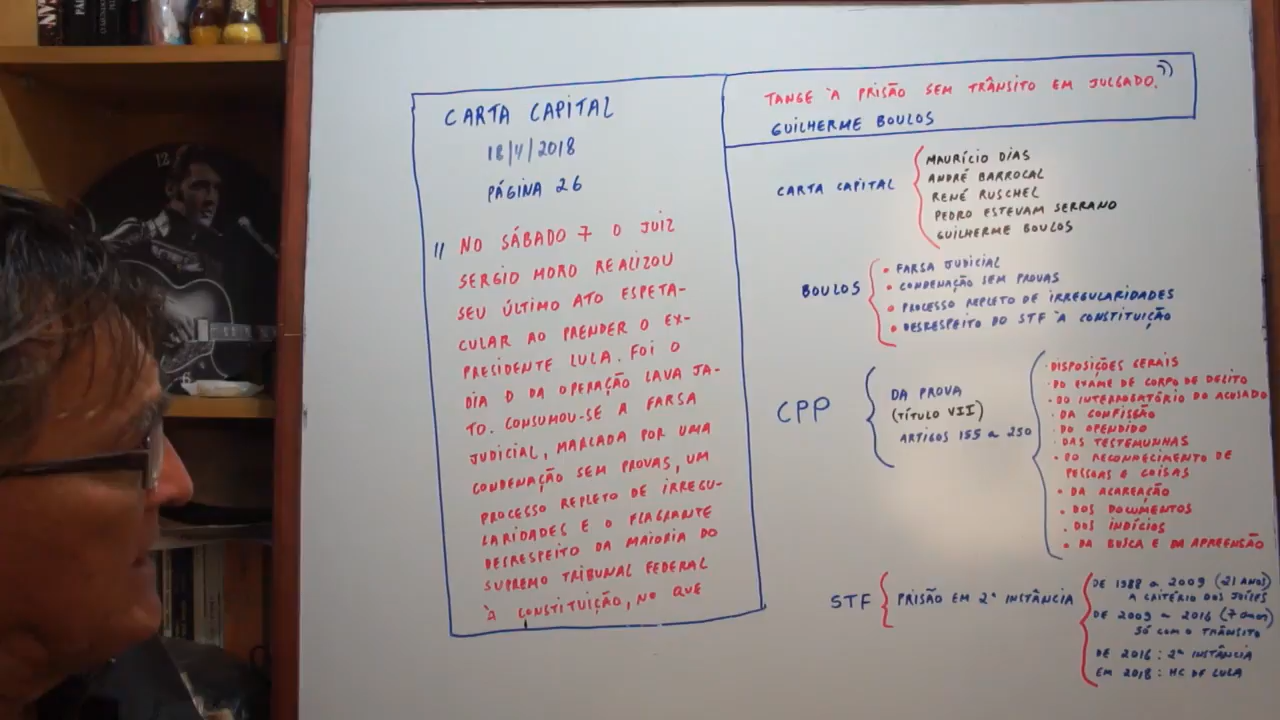 CARTA CAPITAL
18/4/2018
PÁGINA 26
" NO SÁBADO 7 O JUIZ
SERGIO MORO REALIZOU
SEU ÚLTIMO ATO ESPETA-
CULAR AO PRENDER O EX-
PRESIDENTE LULA. FOI O
DIA D DA OPERAÇÃO LAVA JA-
TO. CONSUMOU-SE A FARSA
JUDICIAL, MARCADA POR UMA
CONDENAÇÃO SEM PROVAS, UM
PROCESSO REPLETO DE IRREGU-
LARIDADES E O FLAGRANTE
DESRESPEITO DA MAIORIA DO
SUPREMO TRIBUNAL FEDERAL
À CONSTITUIÇÃO, NO QUE
TANGE À PRISÃO SEM TRÂNSITO EM JULGADO."
GUILHERME BOULOS
CARTA CAPITAL
MAURÍCIO DIAS
ANDRÉ BARROCAL
RENÉ RUSCHEL
PEDRO ESTEVAM SERRANO
GUILHERME BOULOS
BOULOS
• FARSA JUDICIAL
• CONDENAÇÃO SEM PROVAS
• PROCESSO REPLETO DE IRREGULARIDADES
• DESRESPEITO DO STF À CONSTITUIÇÃO
CPP
DA PROVA
(TÍTULO VII)
ARTIGOS 155 a 250
• DISPOSIÇÕES GERAIS
• DO EXAME DE CORPO DE DELITO
• DO INTERROGATÓRIO DO ACUSADO
• DA CONFISSÃO
• DO OFENDIDO
• DAS TESTEMUNHAS
• DO RECONHECIMENTO DE
PESSOAS E COISAS
• DA ACAREAÇÃO
• DOS DOCUMENTOS
• DOS INDÍCIOS
• DA BUSCA E DA APREENSÃO
STF
PRISÃO EM 2ª INSTÂNCIA
DE 1988 a 2009 (21 ANOS)
A CRITÉRIO DOS JUÍZES
DE 2009 a 2016 (7 anos)
SÓ COM O TRÂNSITO
DE 2016: 2ª INSTÂNCIA
EM 2018: HC DE LULA
12